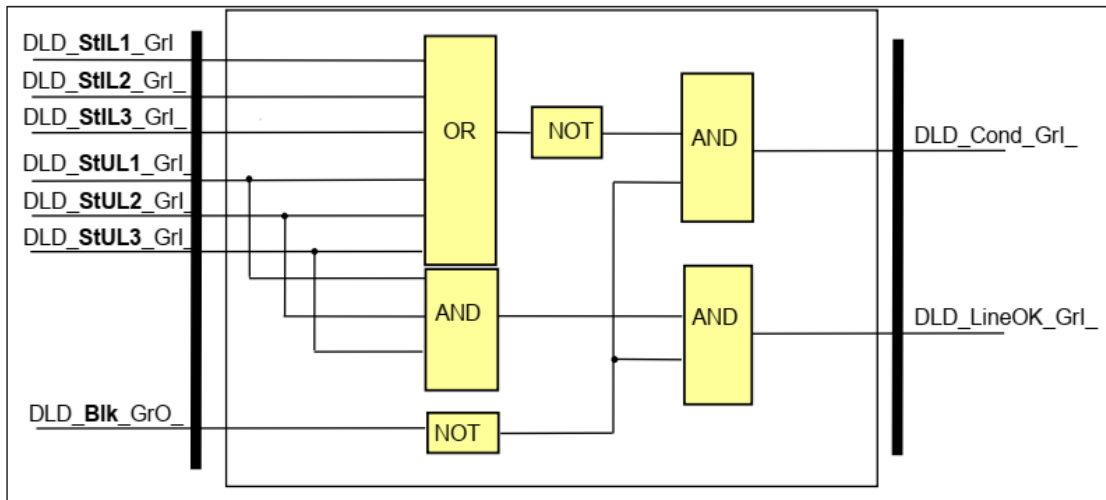 DLD_StIL1_GrI
DLD_StIL2_GrI_
DLD_StIL3_GrI_
DLD_StUL1_GrI_
DLD_StUL2_GrI_
DLD_StUL3_GrI_
DLD_Blk_GrO_
OR
AND
NOT
NOT
AND
AND
DLD_Cond_GrI_
DLD_LineOK_GrI_